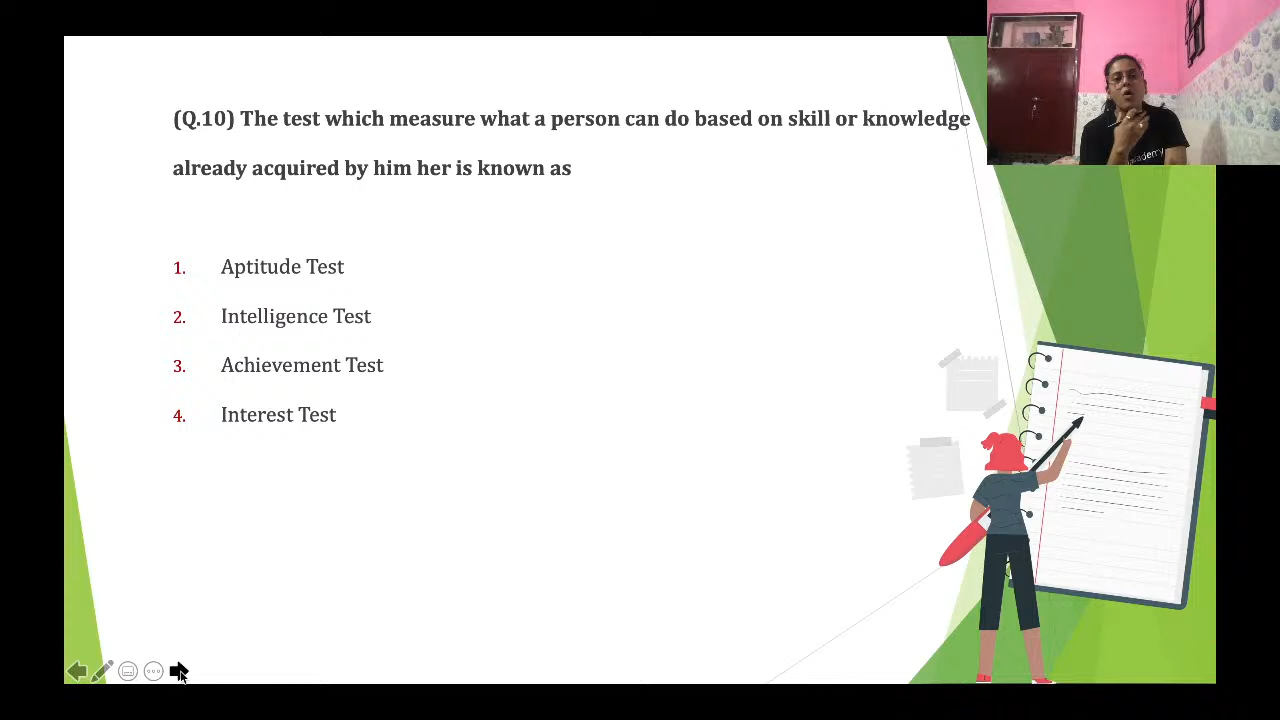 (Q.10) The test which measure what a person can do based on skill or knowledge
already acquired by him her is known as
1. Aptitude Test
2. Intelligence Test
3. Achievement Test
4. Interest Test